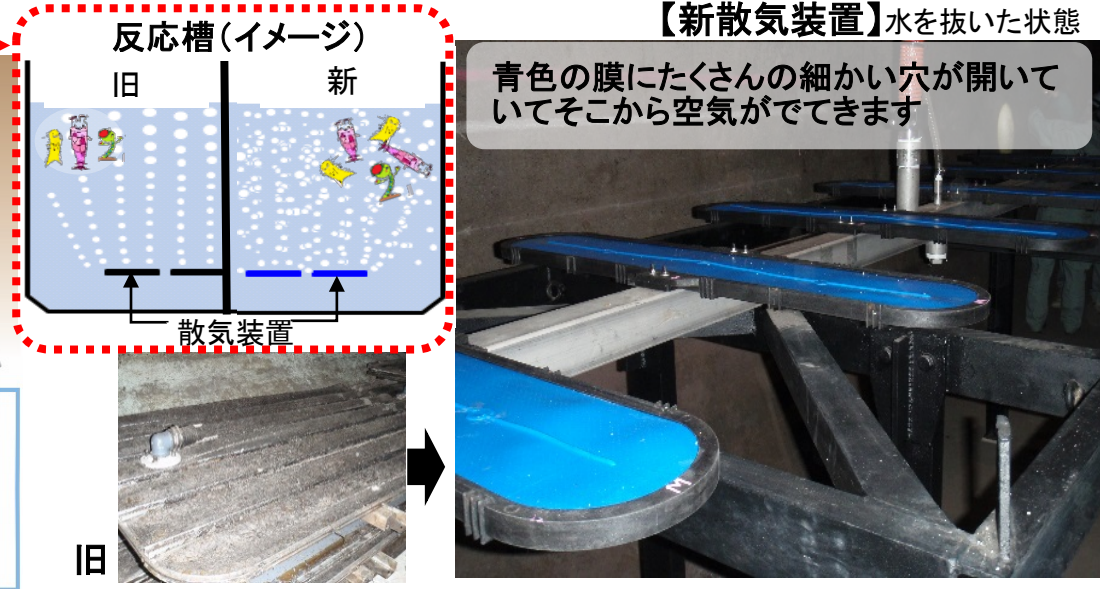 反応槽(イメージ)
旧
新
散気装置
旧
【新散気装置】水を抜いた状態
青色の膜にたくさんの細かい穴が開いて
いてそこから空気がでてきます
M